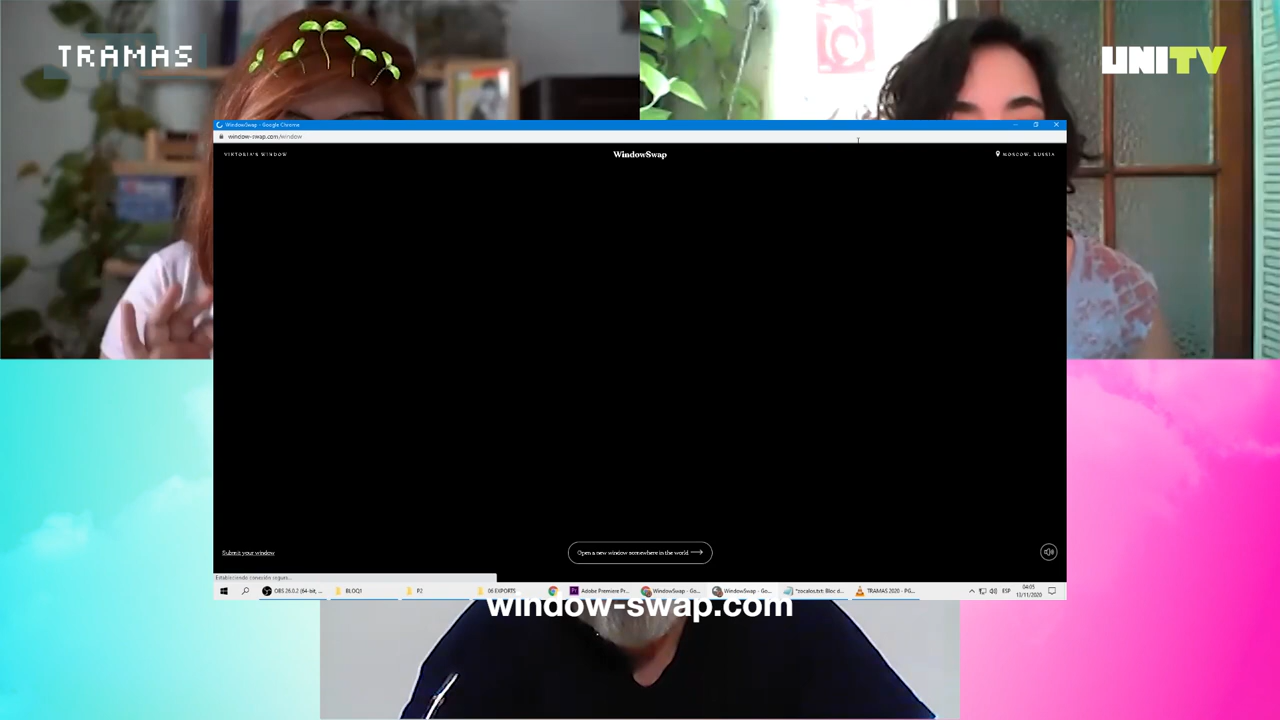 TRAMAS
UNITV
WindowSwap - Google Chrome
window-swap.com/window
VIKTORIA'S WINDOW
WindowSwap
MOSCOW, RUSSIA
Submit your window
Open a new window somewhere in the world
Estableciendo conexión segura...
OBS 26.0.2 (64-bit, ...
BLOQ1
P2
06 EXPORTS
Adobe Premiere Pr...
WindowSwap - Go...
WindowSwap - Go...
*zocalos.txt: Bloc d...
TRAMAS 2020 - PG...
ESP
04:05
13/11/2020
window-swap.com